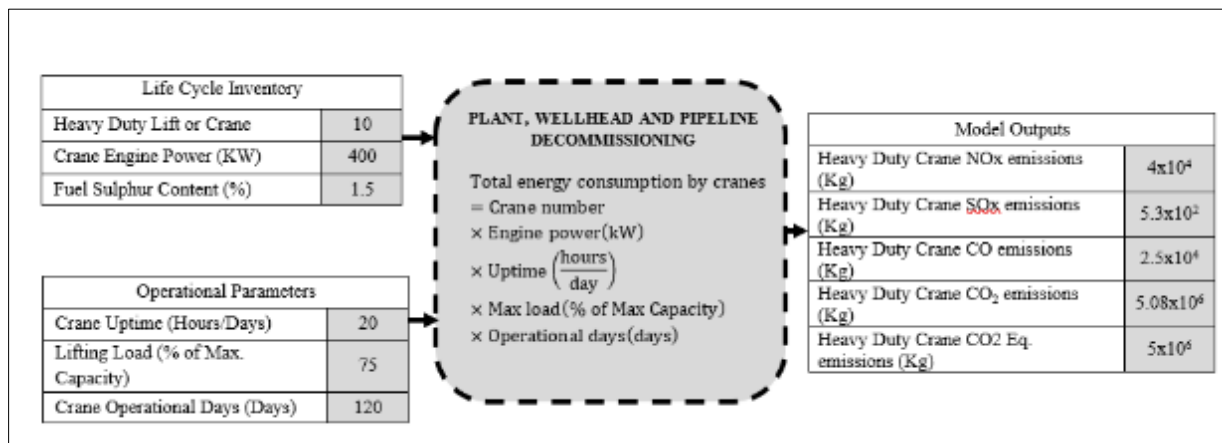 Life Cycle Inventory
Heavy Duty Lift or Crane 10
Crane Engine Power (KW) 400
Fuel Sulphur Content (%) 1.5
Operational Parameters
Crane Uptime (Hours/Days) 20
Lifting Load (% of Max.
Capacity) 75
Crane Operational Days (Days) 120
PLANT, WELLHEAD AND PIPELINE
DECOMMISSIONING
Total energy consumption by cranes
= Crane number
× Engine power(kW)
× Uptime (hours/day)
× Max load(% of Max Capacity)
× Operational days(days)
Model Outputs
Heavy Duty Crane NOx emissions
(Kg) 4x10⁴
Heavy Duty Crane SOx emissions
(Kg) 5.3x10²
Heavy Duty Crane CO emissions
(Kg) 2.5x10⁴
Heavy Duty Crane CO₂ emissions
(Kg) 5.08x10⁶
Heavy Duty Crane CO2 Eq.
emissions (Kg) 5x10⁶